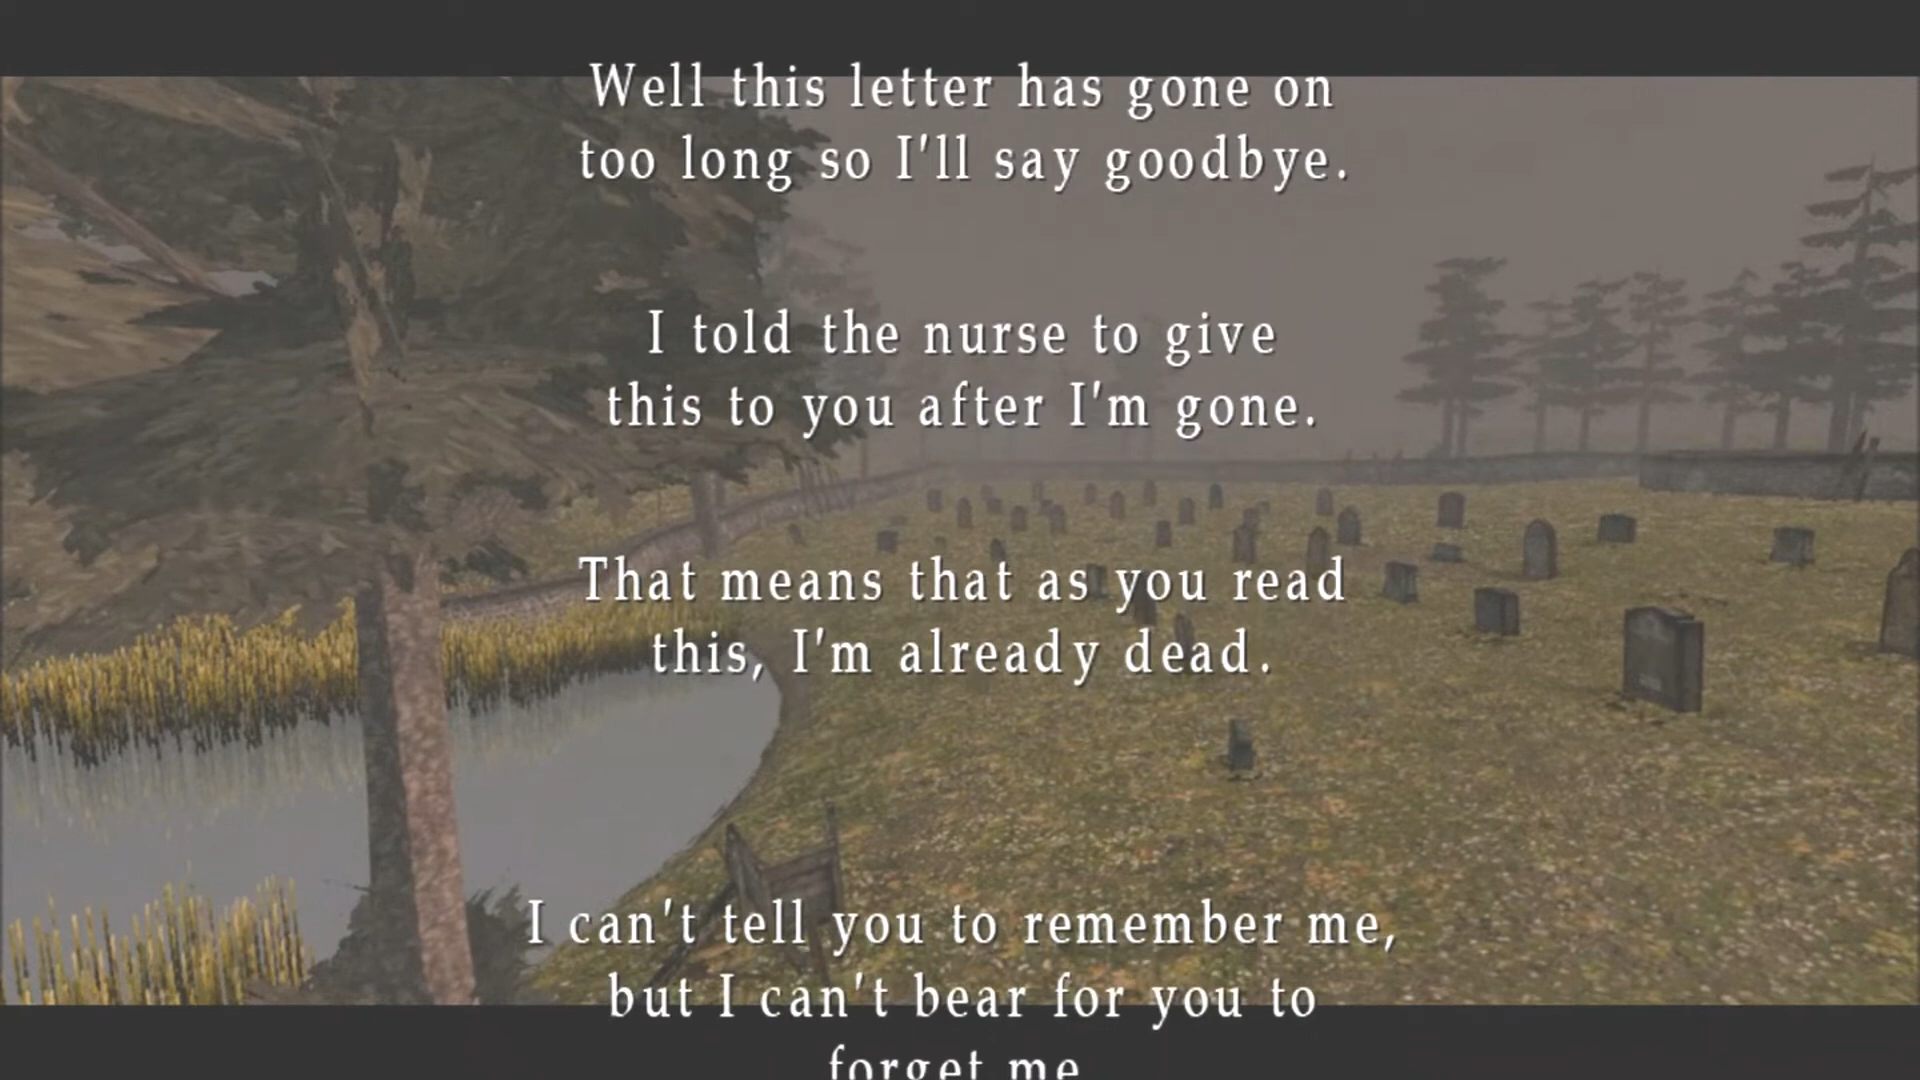 Well this letter has gone on
too long so I'll say goodbye.
I told the nurse to give
this to you after I'm gone.
That means that as you read
this, I'm already dead.
I can't tell you to remember me,
but I can't bear for you to
forget me